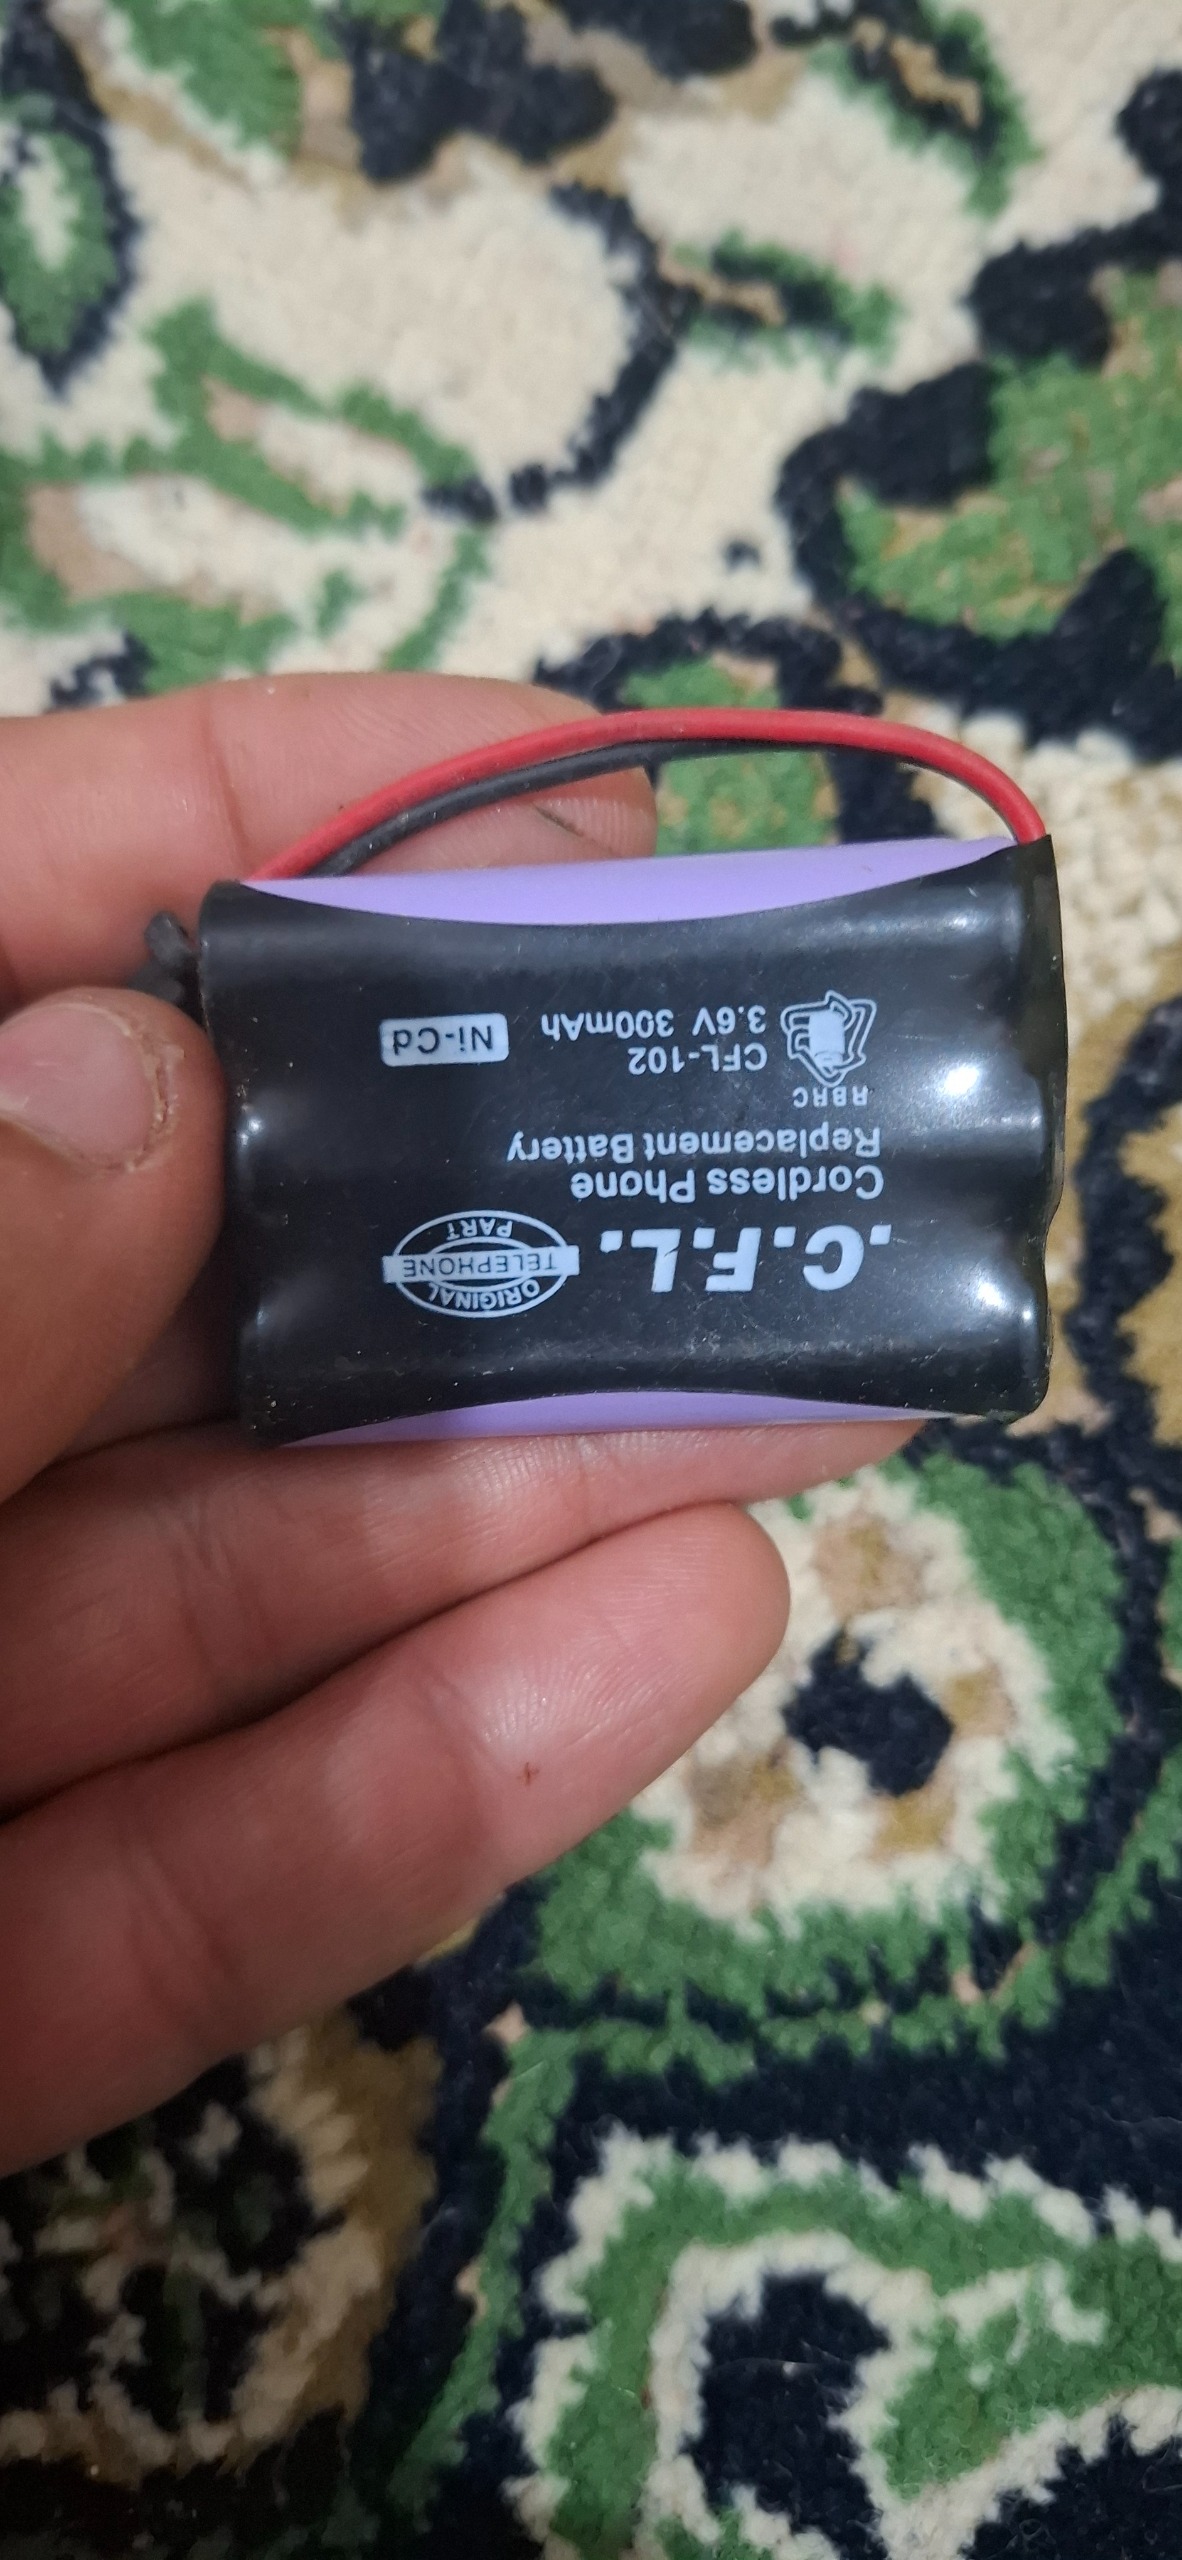 .C.F.L.
ORIGINAL
TELEPHONE
PART
Cordless Phone
Replacement Battery
RBRC
CFL-102
3.6V 300mAh
Ni-Cd